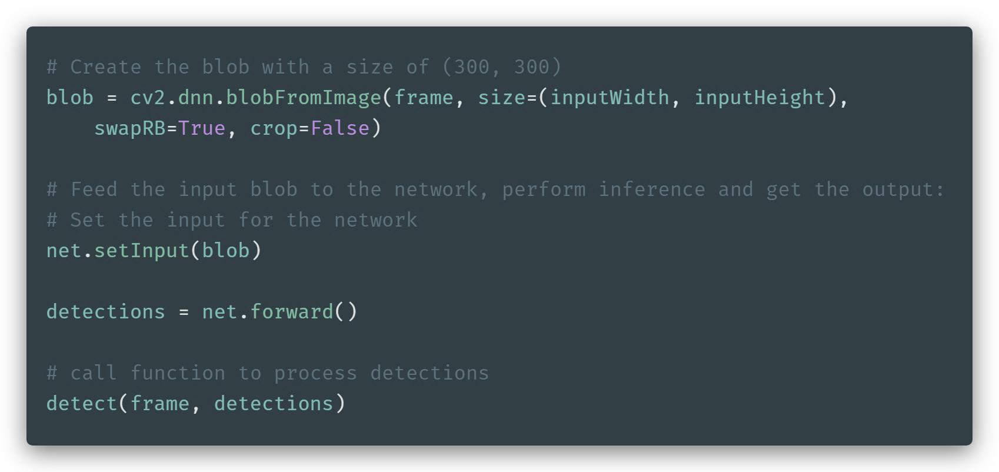 # Create the blob with a size of (300, 300)
blob = cv2.dnn.blobFromImage(frame, size=(inputWidth, inputHeight),
    swapRB=True, crop=False)

# Feed the input blob to the network, perform inference and get the output:
# Set the input for the network
net.setInput(blob)

detections = net.forward()

# call function to process detections
detect(frame, detections)